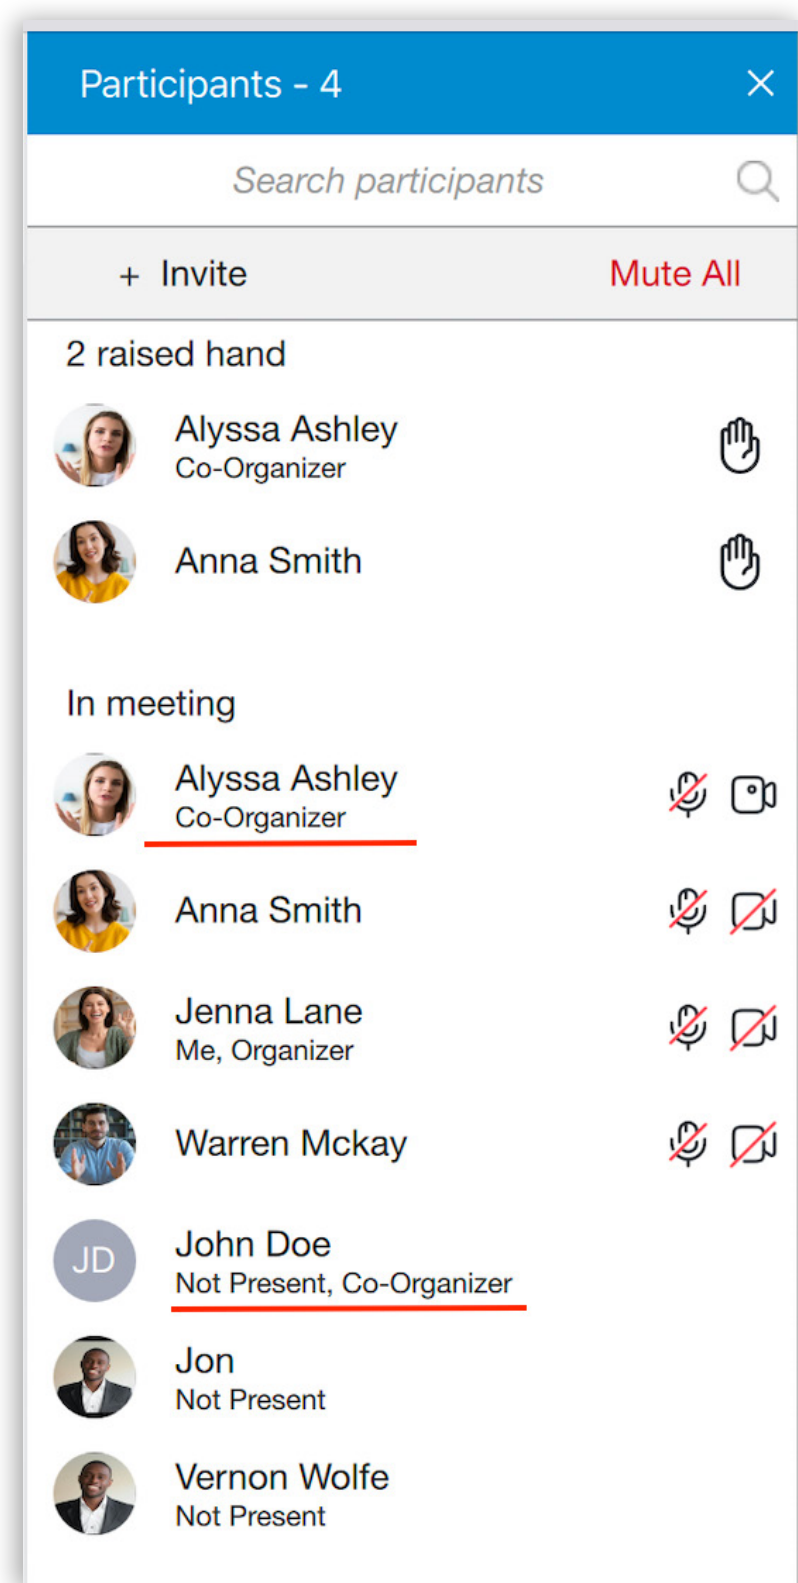 Participants - 4
Search participants
+ Invite
Mute All
2 raised hand
Alyssa Ashley
Co-Organizer
Anna Smith
In meeting
Alyssa Ashley
Co-Organizer
Anna Smith
Jenna Lane
Me, Organizer
Warren Mckay
JD
John Doe
Not Present, Co-Organizer
Jon
Not Present
Vernon Wolfe
Not Present